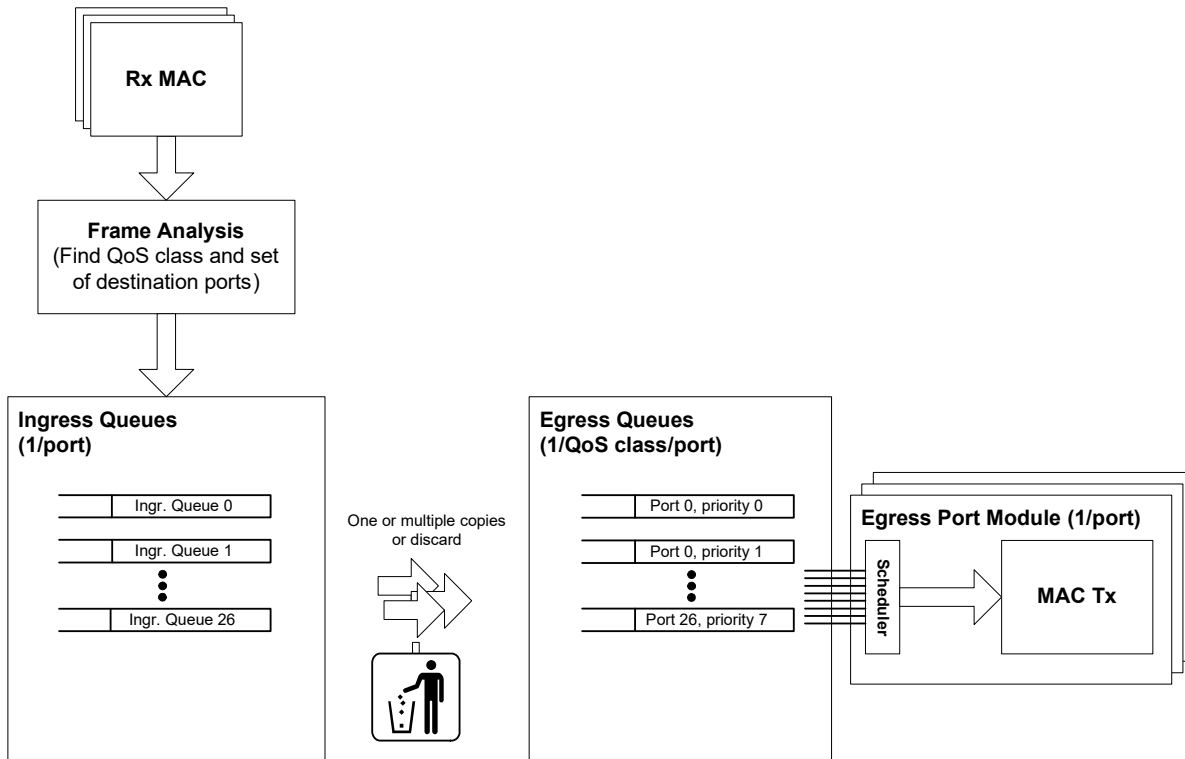 Rx MAC
Frame Analysis
(Find QoS class and set
of destination ports)
Ingress Queues
(1/port)
Ingr. Queue 0
Ingr. Queue 1
Ingr. Queue 26
One or multiple copies
or discard
Egress Queues
(1/QoS class/port)
Port 0, priority 0
Port 0, priority 1
Port 26, priority 7
Egress Port Module (1/port)
Scheduler
MAC Tx